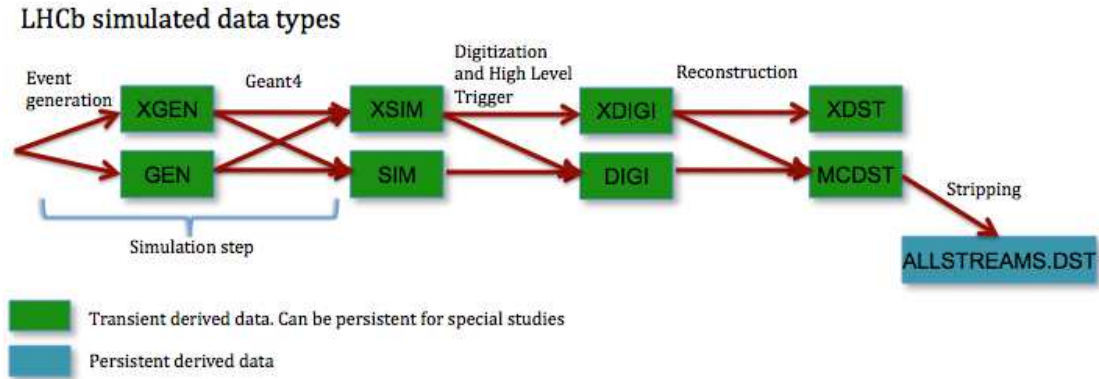 LHCb simulated data types
Event
generation
Geant4
Digitization
and High Level
Trigger
Reconstruction
XGEN
XSIM
XDIGI
XDST
GEN
SIM
DIGI
MCDST
Stripping
Simulation step
ALLSTREAMS.DST
Transient derived data. Can be persistent for special studies
Persistent derived data